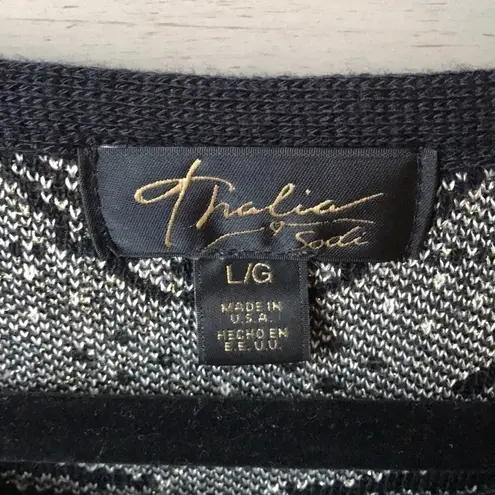 Thalia
Sodi
L/G
MADE IN
U.S.A.
HECHO EN
E.E.U.U.